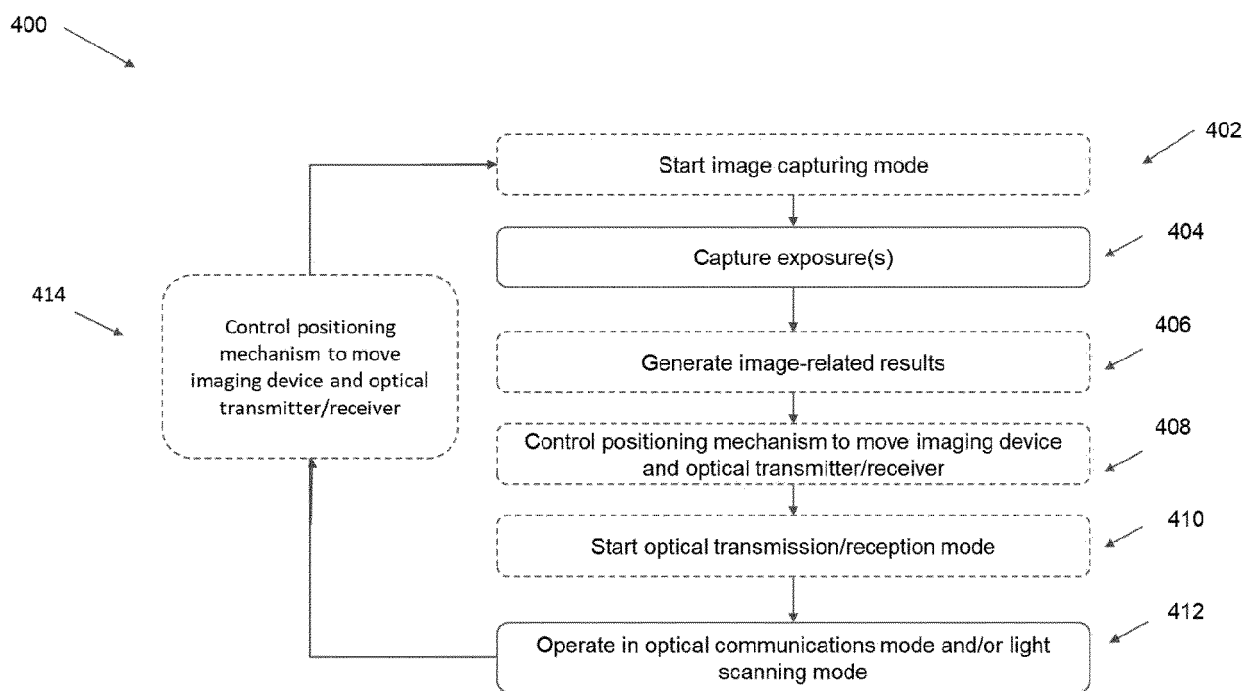 400
402
Start image capturing mode
404
Capture exposure(s)
414
Control positioning
mechanism to move
imaging device and optical
transmitter/receiver
406
Generate image-related results
408
Control positioning mechanism to move imaging device
and optical transmitter/receiver
410
Start optical transmission/reception mode
412
Operate in optical communications mode and/or light
scanning mode